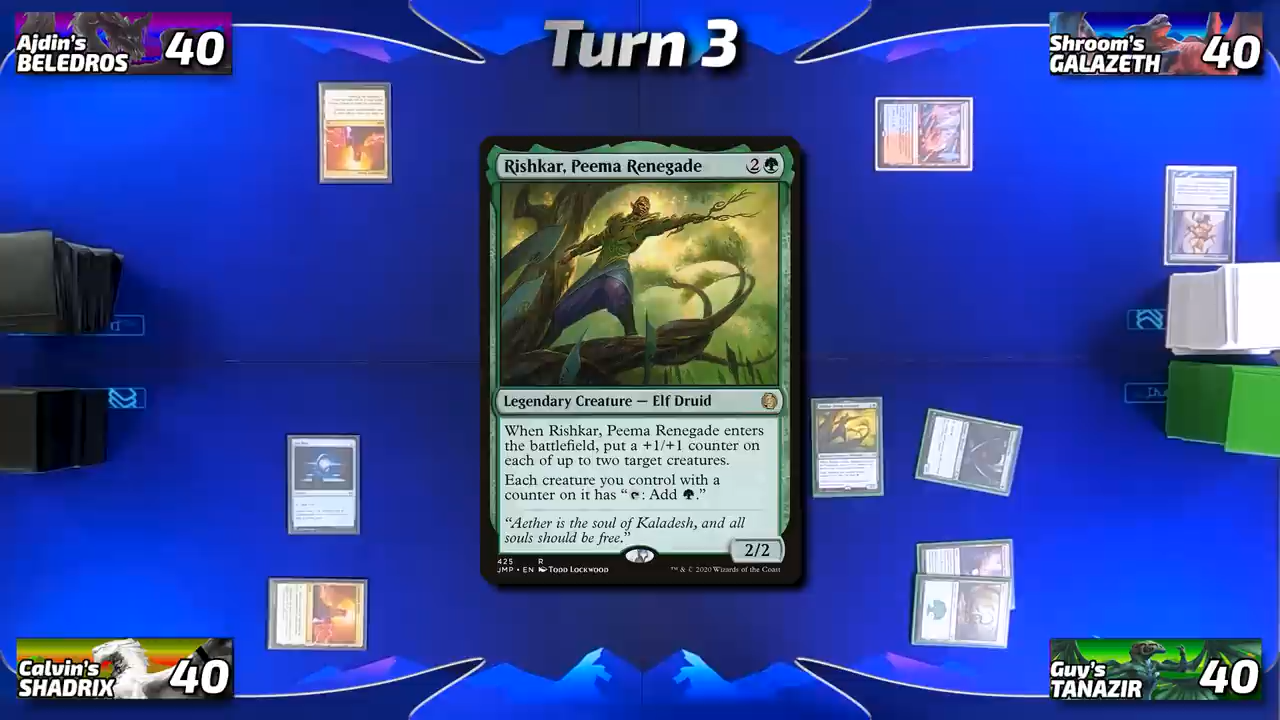 Ajdin's
BELEDROS
40
Turn 3
Shroom's
GALAZETH
40
Rishkar, Peema Renegade
2
Legendary Creature — Elf Druid
When Rishkar, Peema Renegade enters
the battlefield, put a +1/+1 counter on
each of up to two target creatures.
Each creature you control with a
counter on it has “: Add .”
“Aether is the soul of Kaladesh, and all
souls should be free.”
2/2
425 R
JMP • EN Todd Lockwood
™ & © 2020 Wizards of the Coast
Calvin's
SHADRIX
40
Guy's
TANAZIR
40